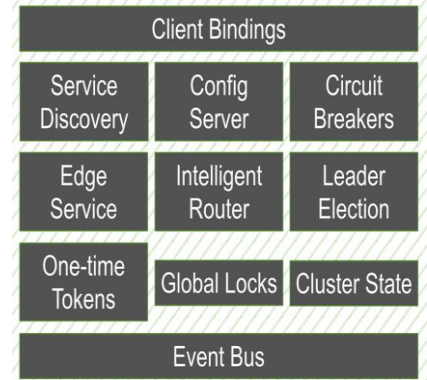 Client Bindings
Service
Discovery
Config
Server
Circuit
Breakers
Edge
Service
Intelligent
Router
Leader
Election
One-time
Tokens
Global Locks
Cluster State
Event Bus